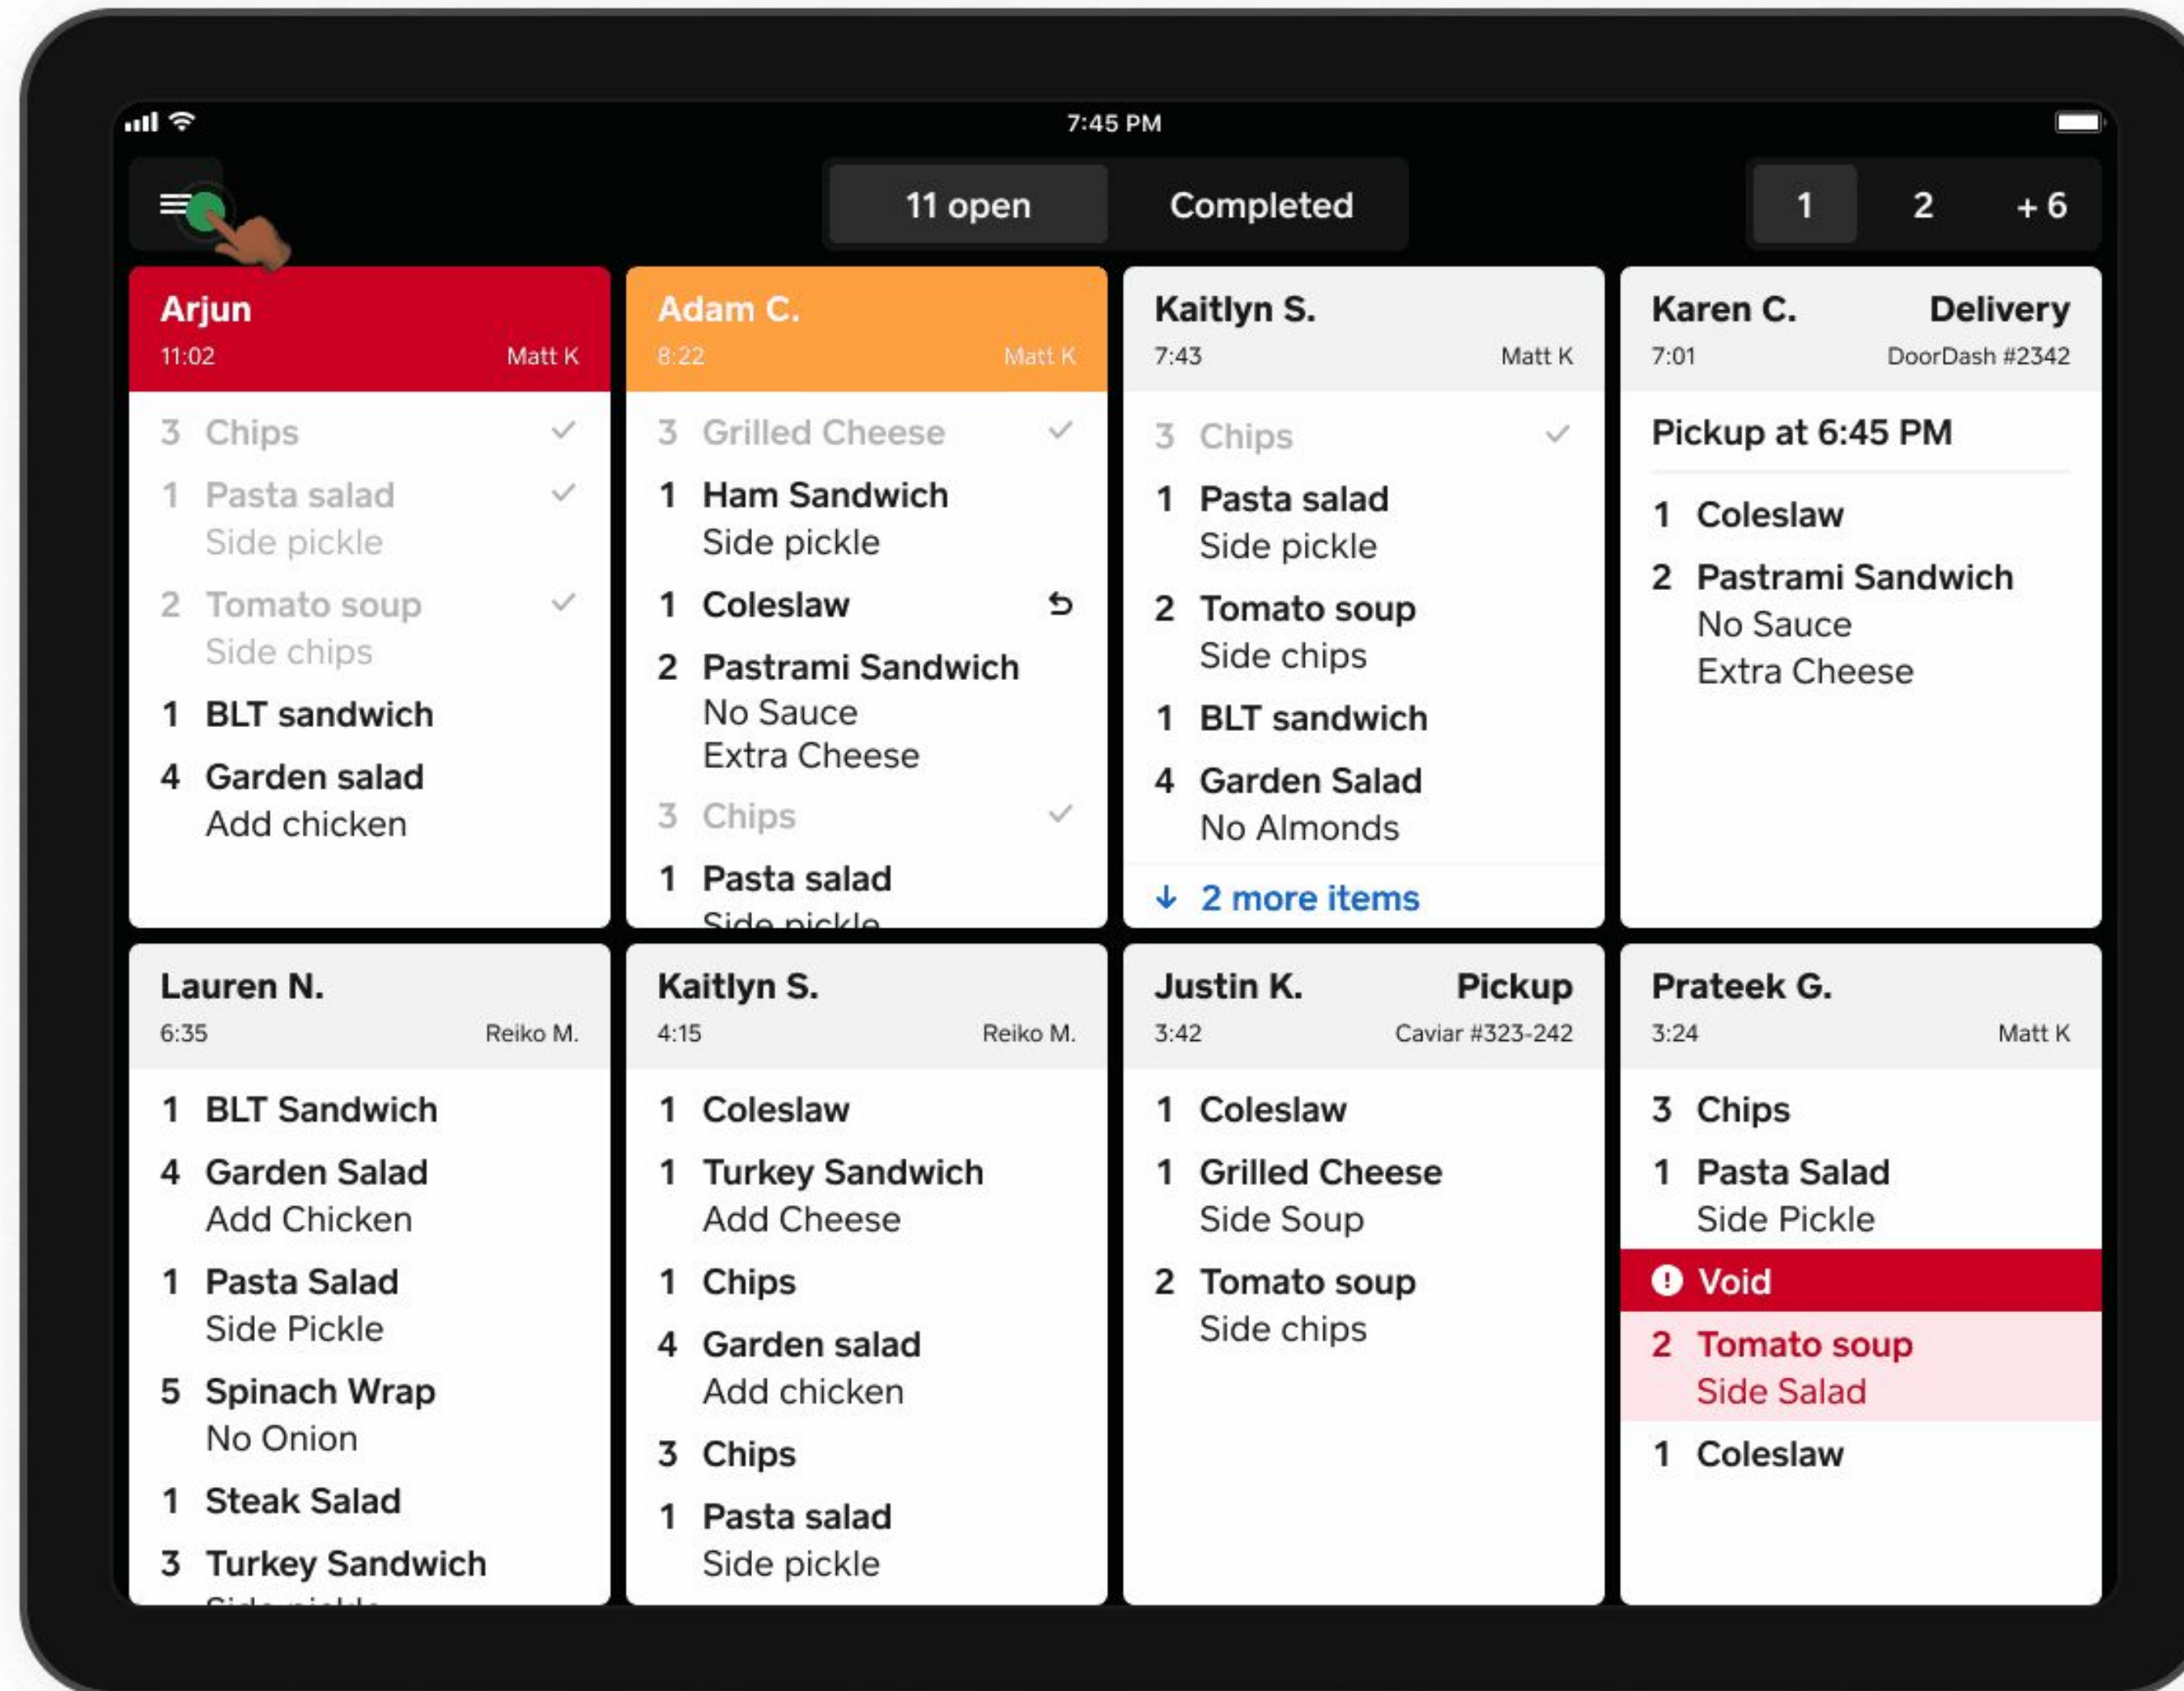 7:45 PM
11 open
Completed
1
2
+ 6
Arjun
11:02 Matt K
3 Chips
1 Pasta salad
Side pickle
2 Tomato soup
Side chips
1 BLT sandwich
4 Garden salad
Add chicken
Adam C.
8:22 Matt K
3 Grilled Cheese
1 Ham Sandwich
Side pickle
1 Coleslaw
2 Pastrami Sandwich
No Sauce
Extra Cheese
3 Chips
1 Pasta salad
Side pickle
Kaitlyn S.
7:43 Matt K
3 Chips
1 Pasta salad
Side pickle
2 Tomato soup
Side chips
1 BLT sandwich
4 Garden Salad
No Almonds
2 more items
Karen C. Delivery
7:01 DoorDash #2342
Pickup at 6:45 PM
1 Coleslaw
2 Pastrami Sandwich
No Sauce
Extra Cheese
Lauren N.
6:35 Reiko M.
1 BLT Sandwich
4 Garden Salad
Add Chicken
1 Pasta Salad
Side Pickle
5 Spinach Wrap
No Onion
1 Steak Salad
3 Turkey Sandwich
Kaitlyn S.
4:15 Reiko M.
1 Coleslaw
1 Turkey Sandwich
Add Cheese
1 Chips
4 Garden salad
Add chicken
3 Chips
1 Pasta salad
Side pickle
Justin K. Pickup
3:42 Caviar #323-242
1 Coleslaw
1 Grilled Cheese
Side Soup
2 Tomato soup
Side chips
Prateek G.
3:24 Matt K
3 Chips
1 Pasta Salad
Side Pickle
Void
2 Tomato soup
Side Salad
1 Coleslaw